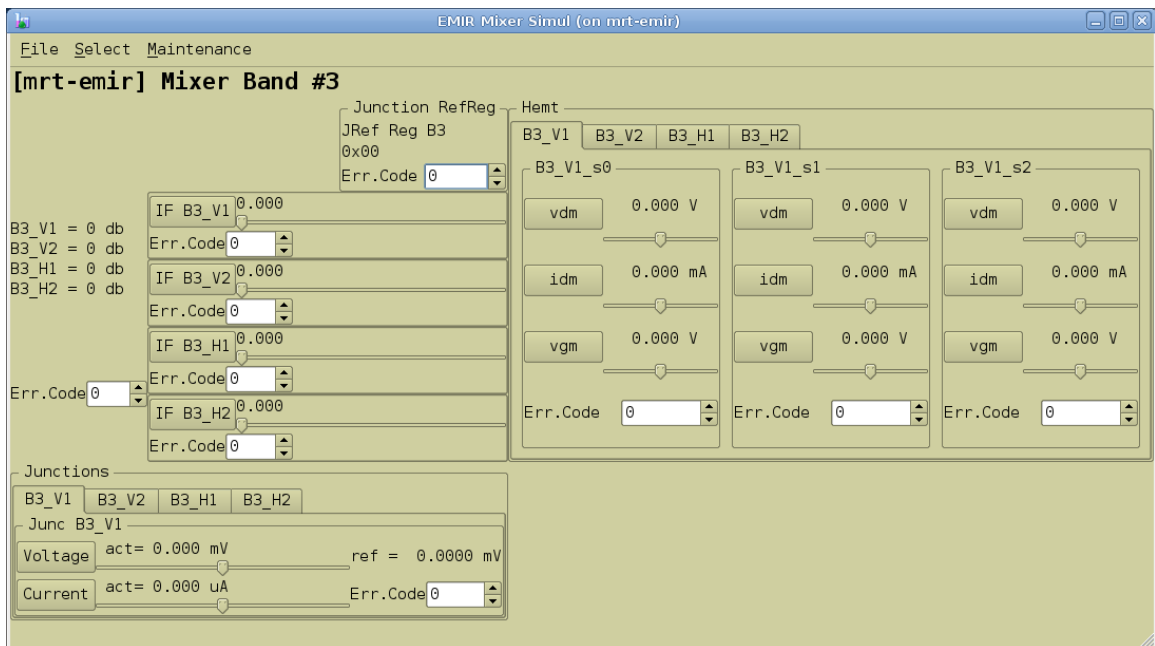 EMIR Mixer Simul (on mrt-emir)
File Select Maintenance
[mrt-emir] Mixer Band #3
Junction RefReg
JRef Reg B3
0x00
Err.Code 0
B3_V1 = 0 db
B3_V2 = 0 db
B3_H1 = 0 db
B3_H2 = 0 db
Err.Code 0
IF B3_V1 0.000
Err.Code 0
IF B3_V2 0.000
Err.Code 0
IF B3_H1 0.000
Err.Code 0
IF B3_H2 0.000
Err.Code 0
Hemt
B3_V1 B3_V2 B3_H1 B3_H2
B3_V1_s0
vdm 0.000 V
idm 0.000 mA
vgm 0.000 V
Err.Code 0
B3_V1_s1
vdm 0.000 V
idm 0.000 mA
vgm 0.000 V
Err.Code 0
B3_V1_s2
vdm 0.000 V
idm 0.000 mA
vgm 0.000 V
Err.Code 0
Junctions
B3_V1 B3_V2 B3_H1 B3_H2
Junc B3_V1
Voltage act= 0.000 mV ref = 0.0000 mV
Current act= 0.000 uA Err.Code 0